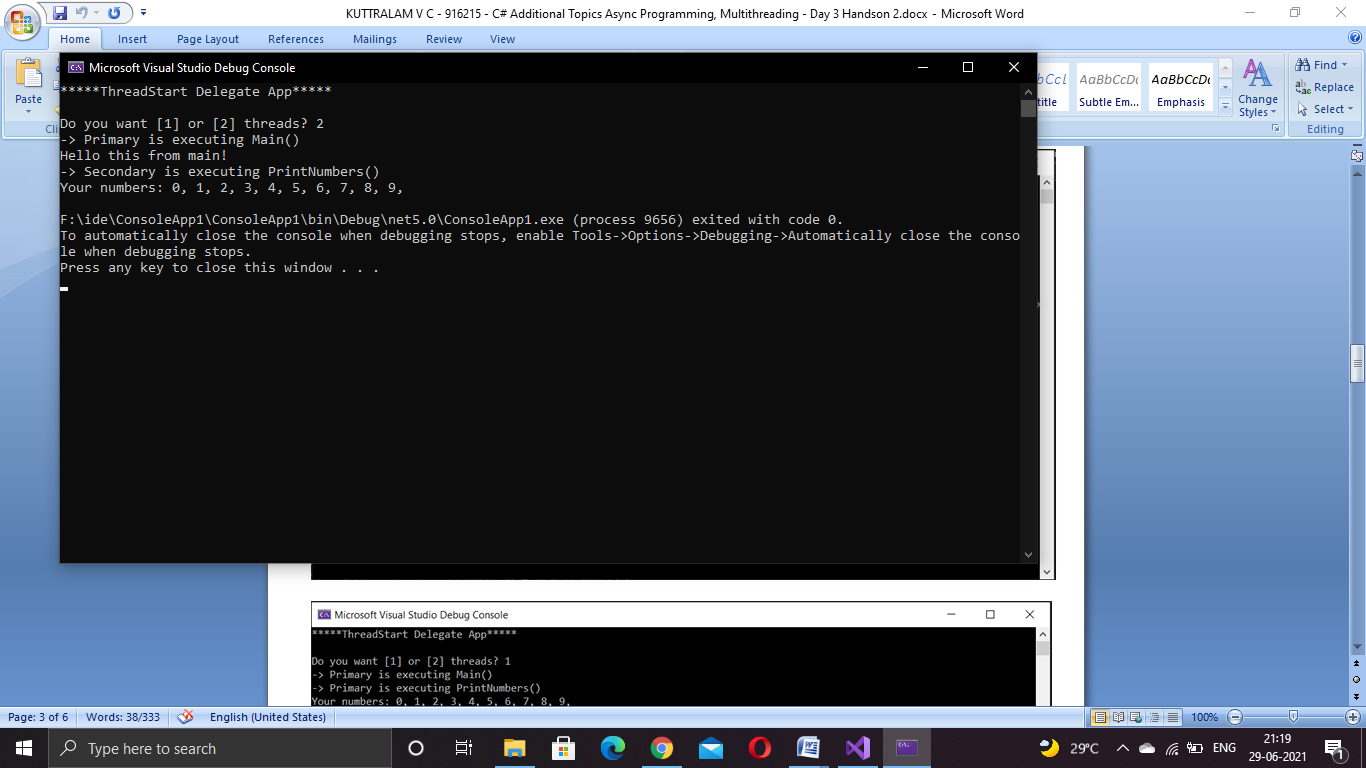 KUTTRALAM V C - 916215 - C# Additional Topics Async Programming, Multithreading - Day 3 Handson 2.docx - Microsoft Word
Home Insert Page Layout References Mailings Review View
Paste
Subtle Em... Emphasis
Change Styles
Find
Replace
Select
Editing
Microsoft Visual Studio Debug Console
*****ThreadStart Delegate App*****
Do you want [1] or [2] threads? 2
-> Primary is executing Main()
Hello this from main!
-> Secondary is executing PrintNumbers()
Your numbers: 0, 1, 2, 3, 4, 5, 6, 7, 8, 9,
F:\ide\ConsoleApp1\ConsoleApp1\bin\Debug\net5.0\ConsoleApp1.exe (process 9656) exited with code 0.
To automatically close the console when debugging stops, enable Tools->Options->Debugging->Automatically close the conso
le when debugging stops.
Press any key to close this window . . .
Microsoft Visual Studio Debug Console
*****ThreadStart Delegate App*****
Do you want [1] or [2] threads? 1
-> Primary is executing Main()
-> Primary is executing PrintNumbers()
Your numbers: 0, 1, 2, 3, 4, 5, 6, 7, 8, 9,
Page: 3 of 6 Words: 38/333 English (United States) 100%
Type here to search
29°C ENG 21:19
29-06-2021 1